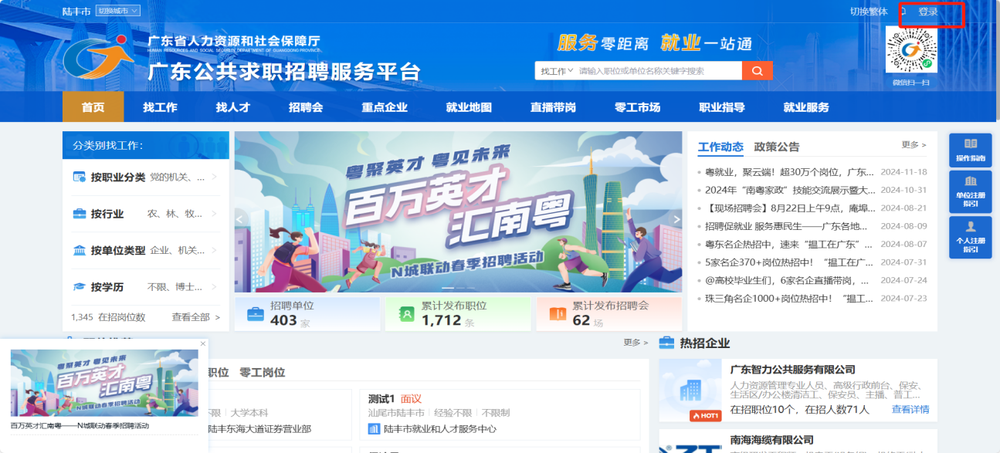 陆丰市 切换城市 切换繁体 登录
广东省人力资源和社会保障厅
HUMAN RESOURCES AND SOCIAL SECURITY DEPARTMENT OF GUANGDONG PROVINCE
广东公共求职招聘服务平台
服务零距离 就业一站通
找工作 请输入职位或单位名称关键字搜索
微信扫一扫
首页 找工作 找人才 招聘会 重点企业 就业地图 直播带岗 零工市场 职业指导 就业服务
分类别找工作：
按职业分类 党的机关、... >
按行业 农、林、牧... >
按单位类型 企业、机关... >
按学历 不限、博士... >
1,345 在招岗位数 查看全部 >
粤聚英才 粤见未来
百万英才
汇南粤
N城联动春季招聘活动
招聘单位
403 家
累计发布职位
1,712 条
累计发布招聘会
62 场
工作动态 政策公告 更多 >
粤就业，聚云端！超30万个岗位，广东... 2024-11-18
2024年“南粤家政”技能交流展示暨大... 2024-10-31
【现场招聘会】8月22日上午9点，庵埠... 2024-08-21
招聘促就业 服务惠民生——广东各地... 2024-08-09
粤东名企热招中，速来“揾工在广东” ... 2024-08-07
5家名企370+岗位热招中！“揾工在广... 2024-07-31
@高校毕业生们，6家名企直播带岗，... 2024-07-24
珠三角名企1000+岗位热招中！“揾工... 2024-07-23
操作指南
单位注册
指引
个人注册
指引
更多 >
热招企业
×
粤聚英才 粤见未来
百万英才
汇南粤
N城联动春季招聘活动
百万英才汇南粤——N城联动春季招聘活动
职位 零工岗位
不限 大学本科
陆丰东海大道证券营业部
测试1 面议
汕尾市陆丰市 经验不限 不限制
陆丰市就业和人才服务中心
广东智力公共服务有限公司
人力资源管理专业人员、高级行政前台、保安、
生活区/办公楼清洁工、保安员、主播、普工...
在招职位10个，在招人数71人 查看详情
HOT1
南海海缆有限公司